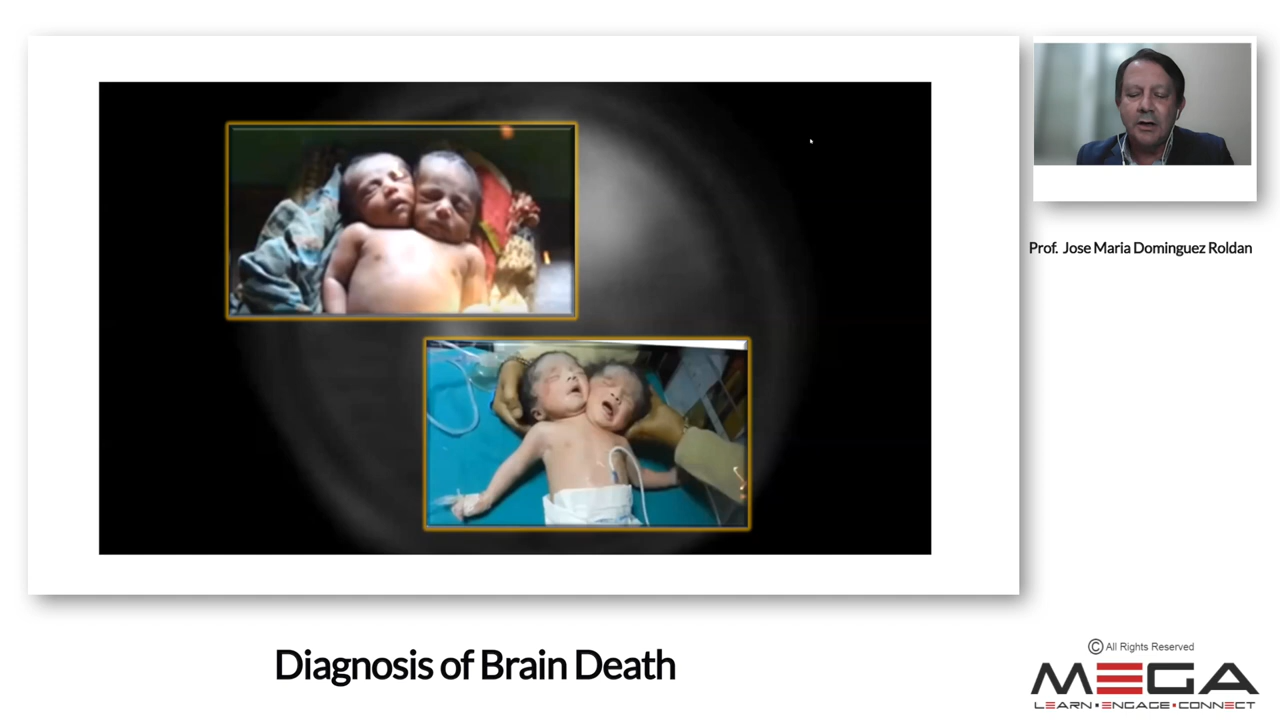 Prof. Jose Maria Dominguez Roldan
Diagnosis of Brain Death
© All Rights Reserved
MEGA
LEARN▪ENGAGE▪CONNECT